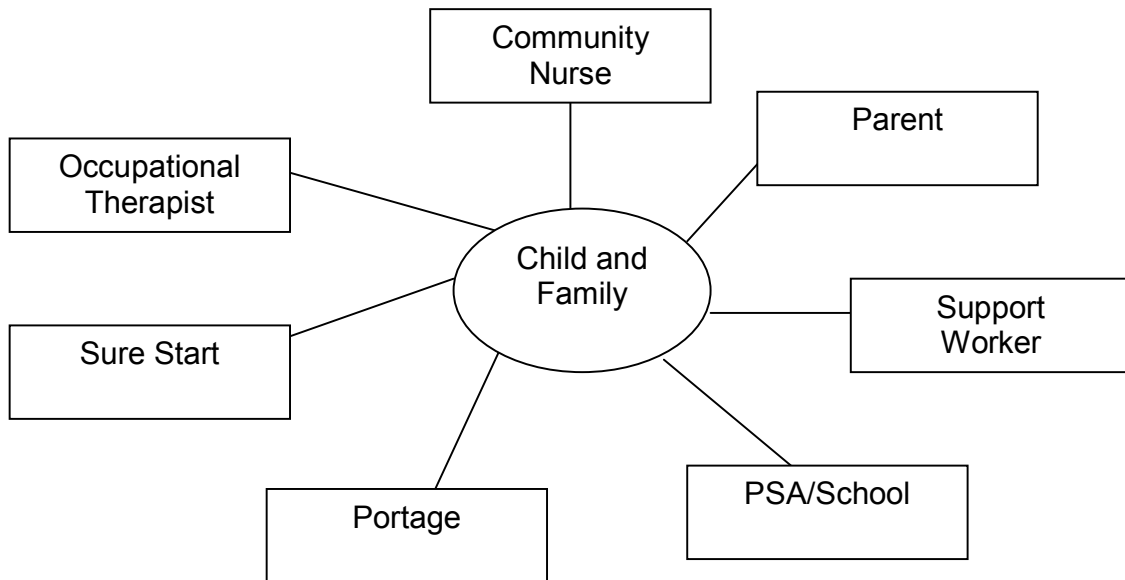 Community
Nurse
Parent
Occupational
Therapist
Child and
Family
Support
Worker
Sure Start
PSA/School
Portage